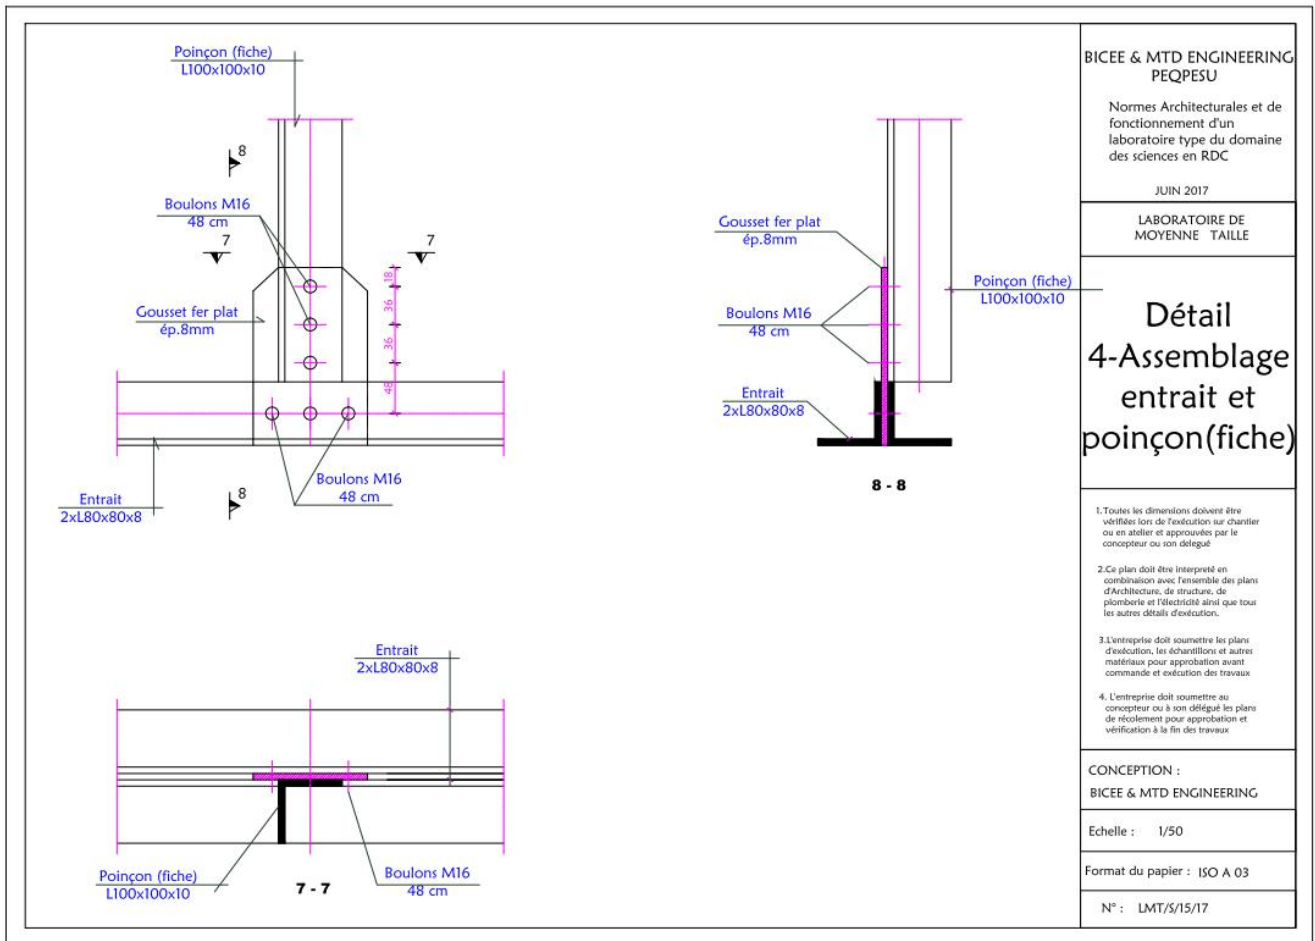 Poinçon (fiche)
L100x100x10
8
Boulons M16
48 cm
7
7
Gousset fer plat
ép.8mm
18
36
36
48
Boulons M16
48 cm
8
Entrait
2xL80x80x8
Gousset fer plat
ép.8mm
Poinçon (fiche)
L100x100x10
Boulons M16
48 cm
Entrait
2xL80x80x8
8 - 8
Entrait
2xL80x80x8
Poinçon (fiche)
L100x100x10
7 - 7
Boulons M16
48 cm
BICEE & MTD ENGINEERING
PEQPESU
Normes Architecturales et de
fonctionnement d'un
laboratoire type du domaine
des sciences en RDC
JUIN 2017
LABORATOIRE DE
MOYENNE TAILLE
Détail
4-Assemblage
entrait et
poinçon(fiche)
1.Toutes les dimensions doivent être
vérifiées lors de l'exécution sur chantier
ou en atelier et approuvées par le
concepteur ou son delegué
2.Ce plan doit être interpreté en
combinaison avec l'ensemble des plans
d'Architecture, de structure, de
plomberie et l'électricité ainsi que tous
les autres détails d'exécution.
3.L'entreprise doit soumettre les plans
d'exécution, les échantillons et autres
matériaux pour approbation avant
commande et exécution des travaux
4. L'entreprise doit soumettre au
concepteur ou à son délégué les plans
de récolement pour approbation et
vérification à la fin des travaux
CONCEPTION :
BICEE & MTD ENGINEERING
Echelle : 1/50
Format du papier : ISO A 03
N° : LMT/S/15/17